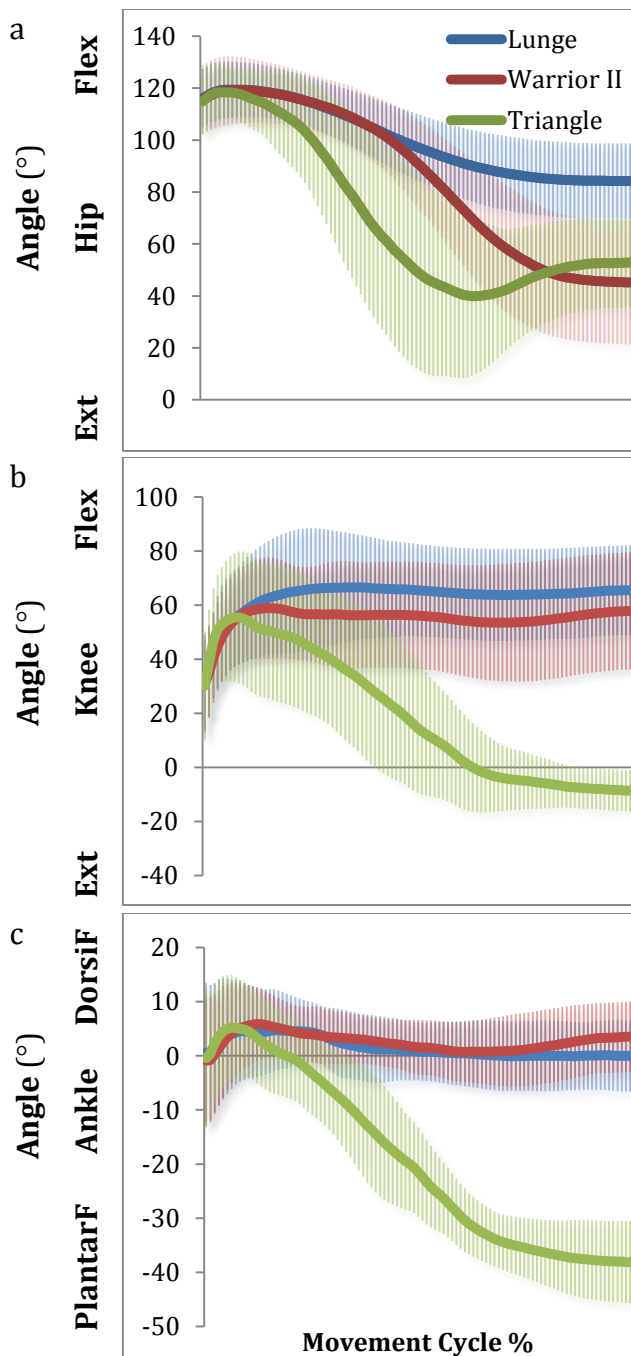 a
Flex
Hip
Ext
Angle (°)
140
120
100
80
60
40
20
0
Lunge
Warrior II
Triangle
b
Flex
Knee
Ext
Angle (°)
100
80
60
40
20
0
-20
-40
c
DorsiF
Ankle
PlantarF
Angle (°)
20
10
0
-10
-20
-30
-40
-50
Movement Cycle %